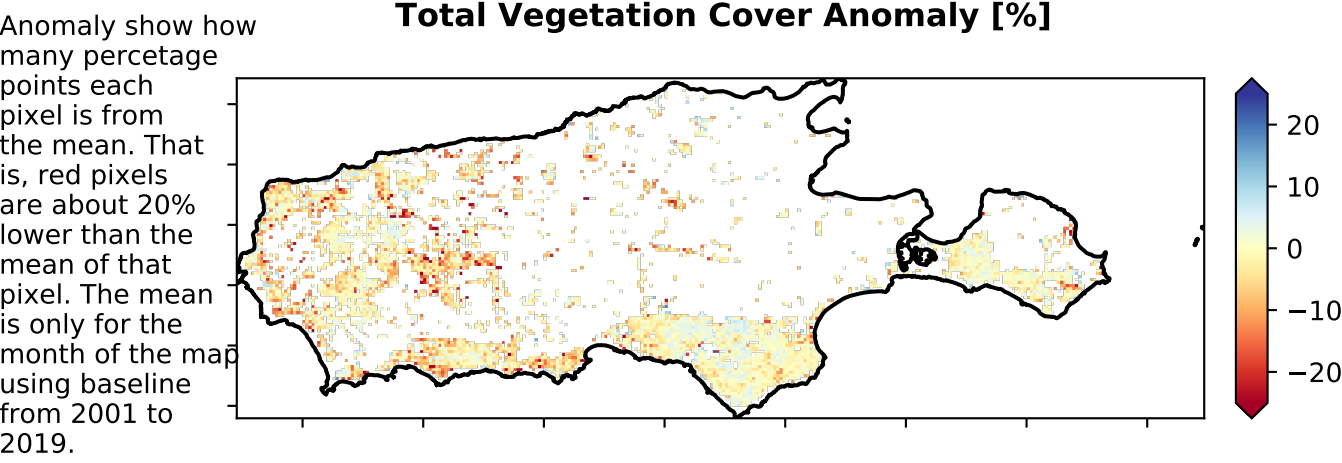 Total Vegetation Cover Anomaly [%]
Anomaly show how
many percetage
points each
pixel is from
the mean. That
is, red pixels
are about 20%
lower than the
mean of that
pixel. The mean
is only for the
month of the map
using baseline
from 2001 to
2019.
20
10
0
−10
−20